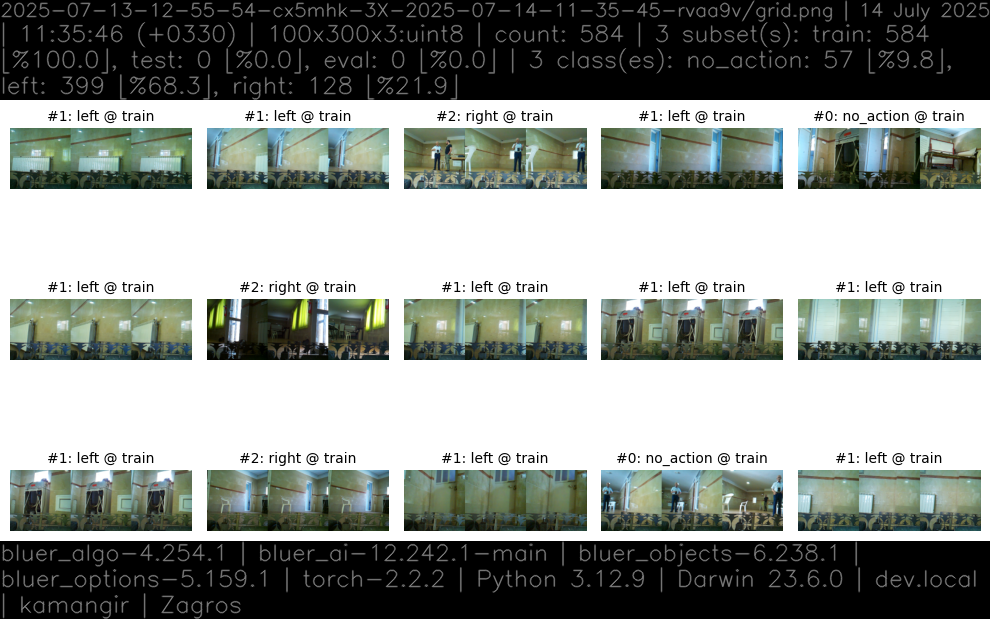 2025-07-13-12-55-54-cx5mhk-3X-2025-07-14-11-35-45-rvaa9v/grid.png | 14 July 2025
| 11:35:46 (+0330) | 100x300x3:uint8 | count: 584 | 3 subset(s): train: 584
[%100.0], test: 0 [%0.0], eval: 0 [%0.0] | 3 class(es): no_action: 57 [%9.8],
left: 399 [%68.3], right: 128 [%21.9]
#1: left @ train #1: left @ train #2: right @ train #1: left @ train #0: no_action @ train
#1: left @ train #2: right @ train #1: left @ train #1: left @ train #1: left @ train
#1: left @ train #2: right @ train #1: left @ train #0: no_action @ train #1: left @ train
bluer_algo-4.254.1 | bluer_ai-12.242.1-main | bluer_objects-6.238.1 |
bluer_options-5.159.1 | torch-2.2.2 | Python 3.12.9 | Darwin 23.6.0 | dev.local
| kamangir | Zagros